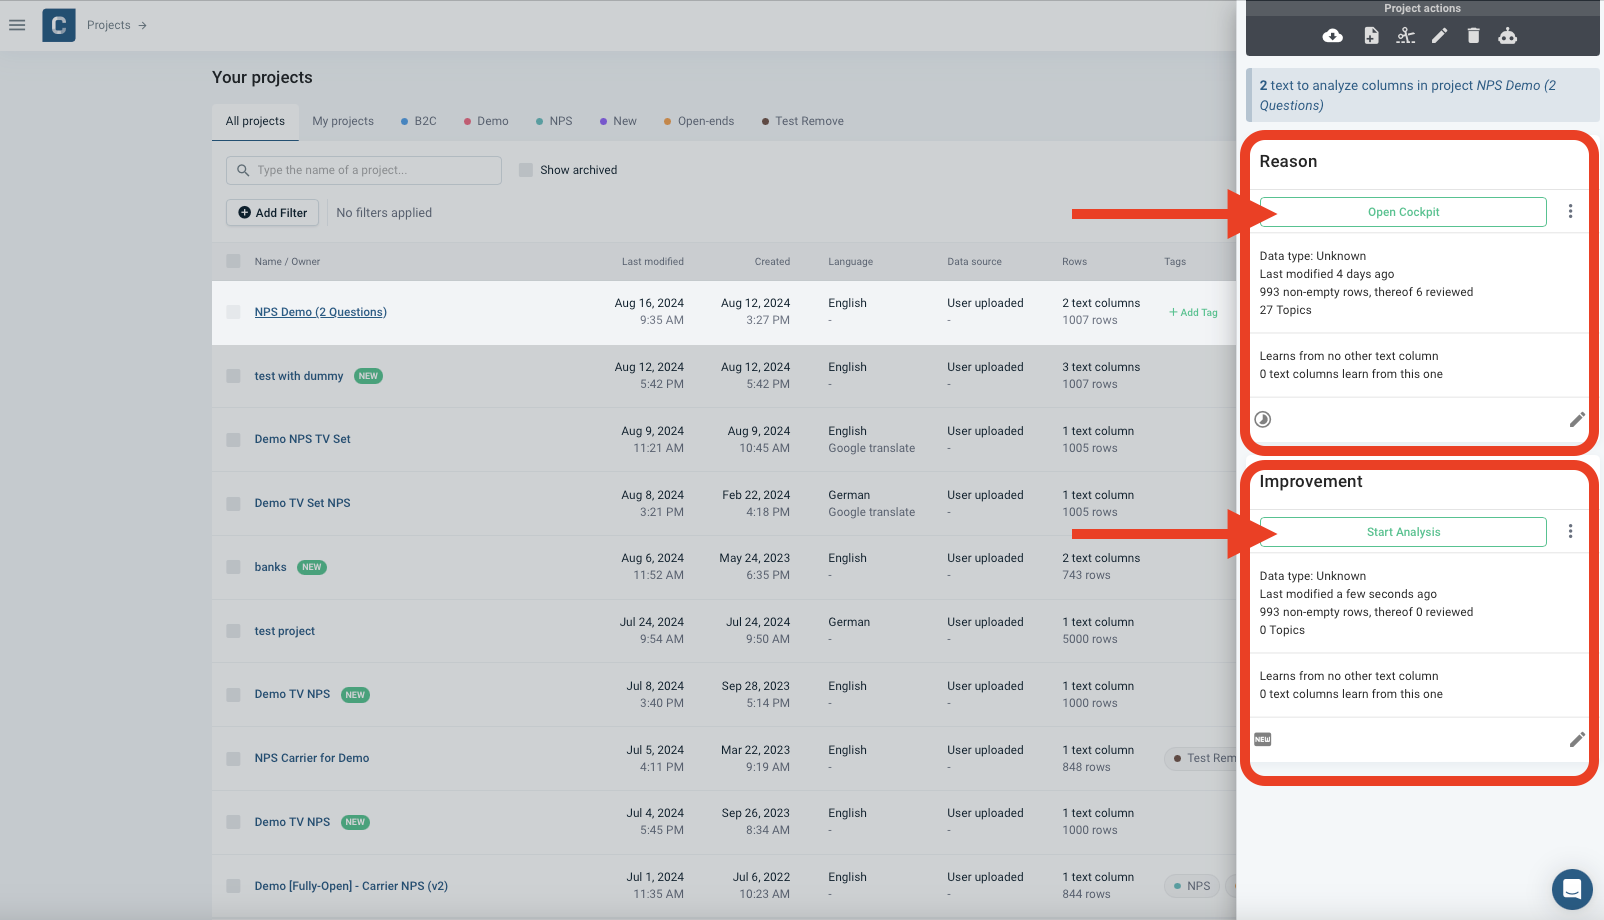 C
Projects →
Your projects
All projects
My projects
B2C
Demo
NPS
New
Open-ends
Test Remove
Type the name of a project...
Show archived
Add Filter
No filters applied
Name / Owner
Last modified
Created
Language
Data source
Rows
Tags
NPS Demo (2 Questions)
Aug 16, 2024
9:35 AM
Aug 12, 2024
3:27 PM
English
-
User uploaded
-
2 text columns
1007 rows
+ Add Tag
test with dummy NEW
Aug 12, 2024
5:42 PM
Aug 12, 2024
5:42 PM
English
-
User uploaded
-
3 text columns
1007 rows
Demo NPS TV Set
Aug 9, 2024
11:21 AM
Aug 9, 2024
10:45 AM
English
Google translate
User uploaded
-
1 text column
1005 rows
Demo TV Set NPS
Aug 8, 2024
3:21 PM
Feb 22, 2024
4:18 PM
German
Google translate
User uploaded
-
1 text column
1005 rows
banks NEW
Aug 6, 2024
11:52 AM
May 24, 2023
6:35 PM
English
-
User uploaded
-
2 text columns
743 rows
test project
Jul 24, 2024
9:54 AM
Jul 24, 2024
9:50 AM
German
-
User uploaded
-
1 text column
5000 rows
Demo TV NPS NEW
Jul 8, 2024
3:40 PM
Sep 28, 2023
5:14 PM
English
-
User uploaded
-
1 text column
1000 rows
NPS Carrier for Demo
Jul 5, 2024
4:11 PM
Mar 22, 2023
9:19 AM
English
-
User uploaded
-
1 text column
848 rows
Test Rem
Demo TV NPS NEW
Jul 4, 2024
5:45 PM
Sep 26, 2023
8:34 AM
English
-
User uploaded
-
1 text column
1000 rows
Demo [Fully-Open] - Carrier NPS (v2)
Jul 1, 2024
11:35 AM
Jul 6, 2022
10:23 AM
English
-
User uploaded
-
1 text column
844 rows
NPS
Project actions
2 text to analyze columns in project NPS Demo (2
Questions)
Reason
Open Cockpit
Data type: Unknown
Last modified 4 days ago
993 non-empty rows, thereof 6 reviewed
27 Topics
Learns from no other text column
0 text columns learn from this one
Improvement
Start Analysis
Data type: Unknown
Last modified a few seconds ago
993 non-empty rows, thereof 0 reviewed
0 Topics
Learns from no other text column
0 text columns learn from this one
NEW